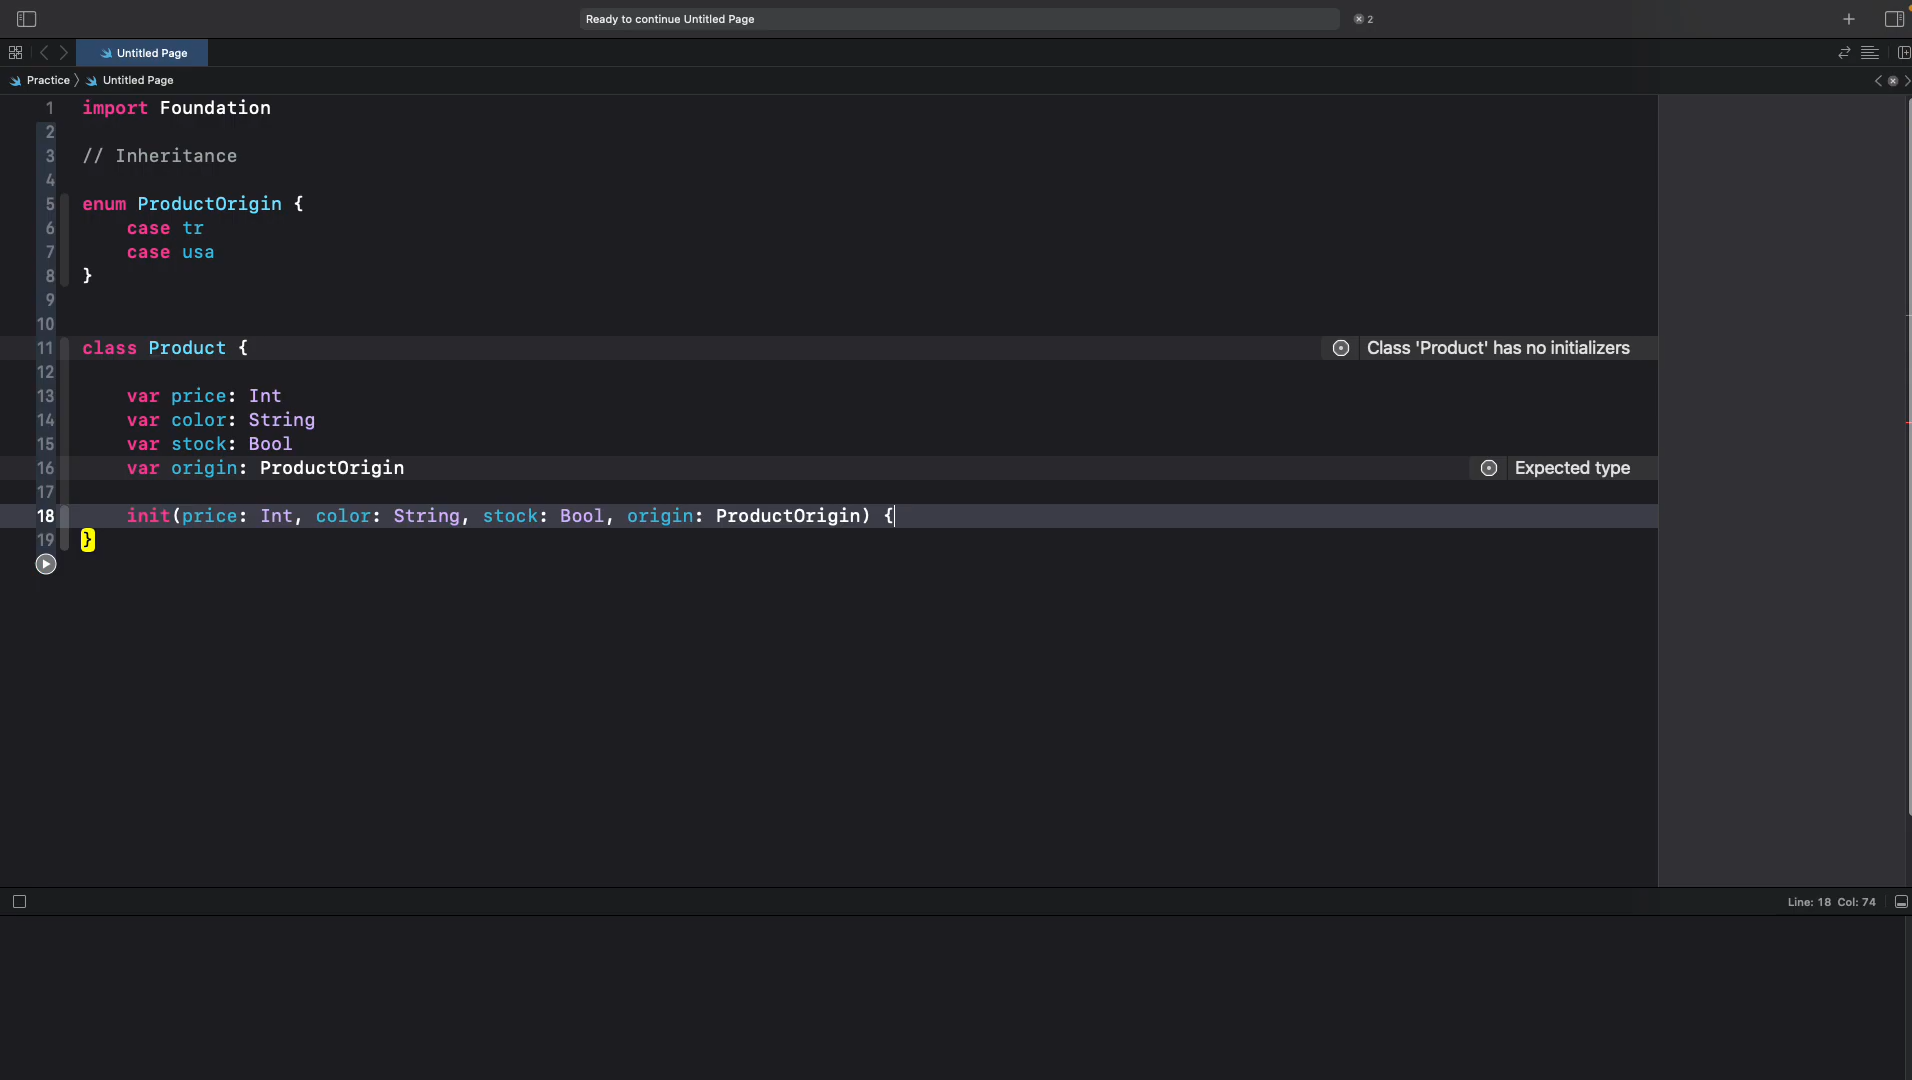 Ready to continue Untitled Page
2
Untitled Page
Practice
Untitled Page
1 import Foundation
2
3 // Inheritance
4
5 enum ProductOrigin {
6 case tr
7 case usa
8 }
9
10
11 class Product {
Class 'Product' has no initializers
12
13 var price: Int
14 var color: String
15 var stock: Bool
16 var origin: ProductOrigin
Expected type
17
18 init(price: Int, color: String, stock: Bool, origin: ProductOrigin) {
19 }
Line: 18 Col: 74